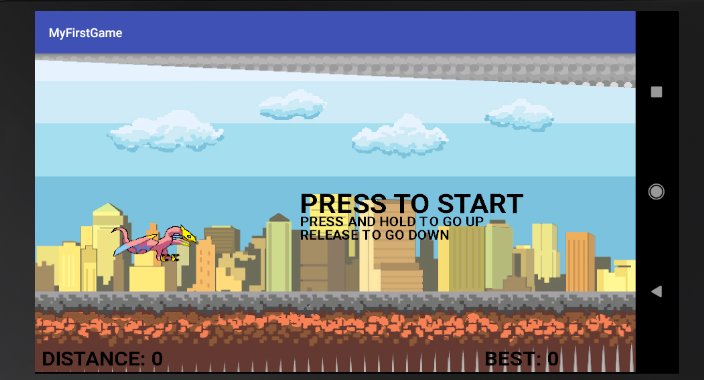 MyFirstGame
PRESS TO START
PRESS AND HOLD TO GO UP
RELEASE TO GO DOWN
DISTANCE: 0
BEST: 0